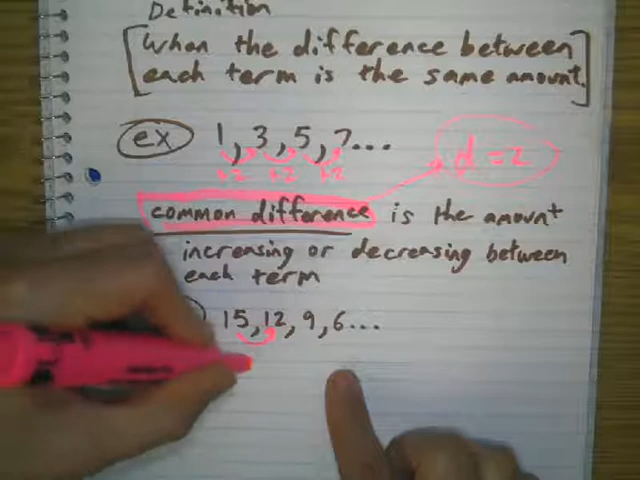 Definition
[When the difference between
each term is the same amount.]
ex 1, 3, 5, 7...
+2 +2 +2
d = 2
common difference is the amount
increasing or decreasing between
each term
15, 12, 9, 6...